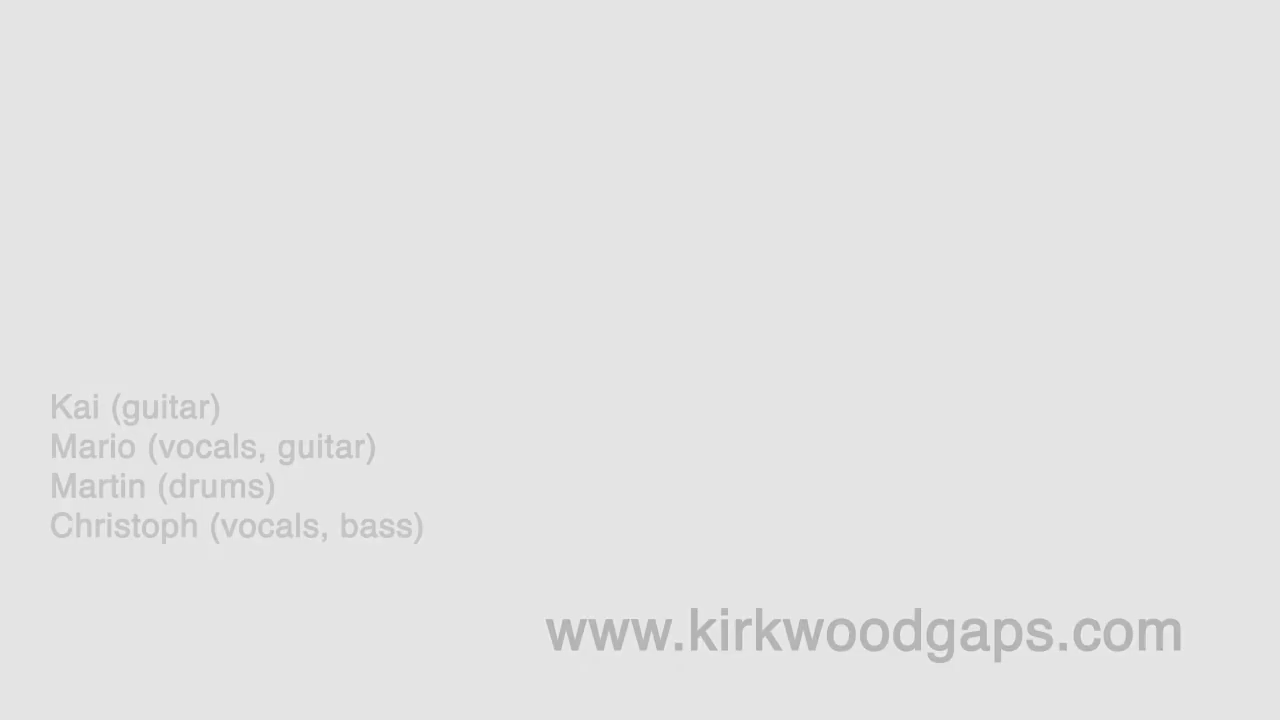 Kai (guitar)
Mario (vocals, guitar)
Martin (drums)
Christoph (vocals, bass)
www.kirkwoodgaps.com